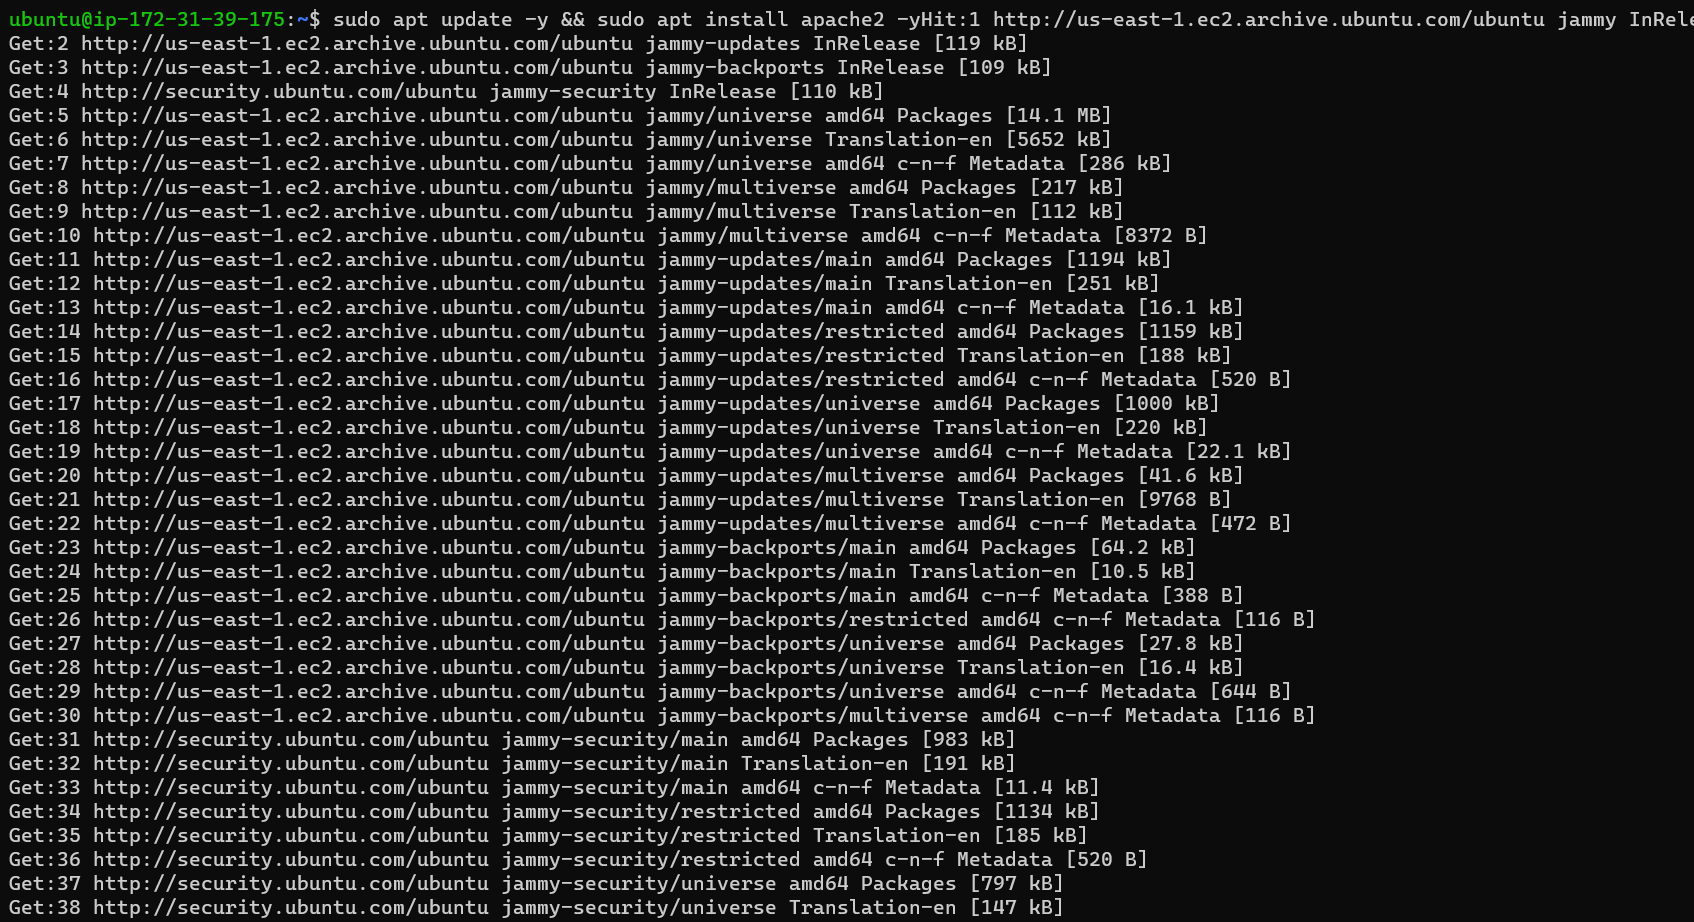 ubuntu@ip-172-31-39-175:~$ sudo apt update -y && sudo apt install apache2 -yHit:1 http://us-east-1.ec2.archive.ubuntu.com/ubuntu jammy InRele
Get:2 http://us-east-1.ec2.archive.ubuntu.com/ubuntu jammy-updates InRelease [119 kB]
Get:3 http://us-east-1.ec2.archive.ubuntu.com/ubuntu jammy-backports InRelease [109 kB]
Get:4 http://security.ubuntu.com/ubuntu jammy-security InRelease [110 kB]
Get:5 http://us-east-1.ec2.archive.ubuntu.com/ubuntu jammy/universe amd64 Packages [14.1 MB]
Get:6 http://us-east-1.ec2.archive.ubuntu.com/ubuntu jammy/universe Translation-en [5652 kB]
Get:7 http://us-east-1.ec2.archive.ubuntu.com/ubuntu jammy/universe amd64 c-n-f Metadata [286 kB]
Get:8 http://us-east-1.ec2.archive.ubuntu.com/ubuntu jammy/multiverse amd64 Packages [217 kB]
Get:9 http://us-east-1.ec2.archive.ubuntu.com/ubuntu jammy/multiverse Translation-en [112 kB]
Get:10 http://us-east-1.ec2.archive.ubuntu.com/ubuntu jammy/multiverse amd64 c-n-f Metadata [8372 B]
Get:11 http://us-east-1.ec2.archive.ubuntu.com/ubuntu jammy-updates/main amd64 Packages [1194 kB]
Get:12 http://us-east-1.ec2.archive.ubuntu.com/ubuntu jammy-updates/main Translation-en [251 kB]
Get:13 http://us-east-1.ec2.archive.ubuntu.com/ubuntu jammy-updates/main amd64 c-n-f Metadata [16.1 kB]
Get:14 http://us-east-1.ec2.archive.ubuntu.com/ubuntu jammy-updates/restricted amd64 Packages [1159 kB]
Get:15 http://us-east-1.ec2.archive.ubuntu.com/ubuntu jammy-updates/restricted Translation-en [188 kB]
Get:16 http://us-east-1.ec2.archive.ubuntu.com/ubuntu jammy-updates/restricted amd64 c-n-f Metadata [520 B]
Get:17 http://us-east-1.ec2.archive.ubuntu.com/ubuntu jammy-updates/universe amd64 Packages [1000 kB]
Get:18 http://us-east-1.ec2.archive.ubuntu.com/ubuntu jammy-updates/universe Translation-en [220 kB]
Get:19 http://us-east-1.ec2.archive.ubuntu.com/ubuntu jammy-updates/universe amd64 c-n-f Metadata [22.1 kB]
Get:20 http://us-east-1.ec2.archive.ubuntu.com/ubuntu jammy-updates/multiverse amd64 Packages [41.6 kB]
Get:21 http://us-east-1.ec2.archive.ubuntu.com/ubuntu jammy-updates/multiverse Translation-en [9768 B]
Get:22 http://us-east-1.ec2.archive.ubuntu.com/ubuntu jammy-updates/multiverse amd64 c-n-f Metadata [472 B]
Get:23 http://us-east-1.ec2.archive.ubuntu.com/ubuntu jammy-backports/main amd64 Packages [64.2 kB]
Get:24 http://us-east-1.ec2.archive.ubuntu.com/ubuntu jammy-backports/main Translation-en [10.5 kB]
Get:25 http://us-east-1.ec2.archive.ubuntu.com/ubuntu jammy-backports/main amd64 c-n-f Metadata [388 B]
Get:26 http://us-east-1.ec2.archive.ubuntu.com/ubuntu jammy-backports/restricted amd64 c-n-f Metadata [116 B]
Get:27 http://us-east-1.ec2.archive.ubuntu.com/ubuntu jammy-backports/universe amd64 Packages [27.8 kB]
Get:28 http://us-east-1.ec2.archive.ubuntu.com/ubuntu jammy-backports/universe Translation-en [16.4 kB]
Get:29 http://us-east-1.ec2.archive.ubuntu.com/ubuntu jammy-backports/universe amd64 c-n-f Metadata [644 B]
Get:30 http://us-east-1.ec2.archive.ubuntu.com/ubuntu jammy-backports/multiverse amd64 c-n-f Metadata [116 B]
Get:31 http://security.ubuntu.com/ubuntu jammy-security/main amd64 Packages [983 kB]
Get:32 http://security.ubuntu.com/ubuntu jammy-security/main Translation-en [191 kB]
Get:33 http://security.ubuntu.com/ubuntu jammy-security/main amd64 c-n-f Metadata [11.4 kB]
Get:34 http://security.ubuntu.com/ubuntu jammy-security/restricted amd64 Packages [1134 kB]
Get:35 http://security.ubuntu.com/ubuntu jammy-security/restricted Translation-en [185 kB]
Get:36 http://security.ubuntu.com/ubuntu jammy-security/restricted amd64 c-n-f Metadata [520 B]
Get:37 http://security.ubuntu.com/ubuntu jammy-security/universe amd64 Packages [797 kB]
Get:38 http://security.ubuntu.com/ubuntu jammy-security/universe Translation-en [147 kB]